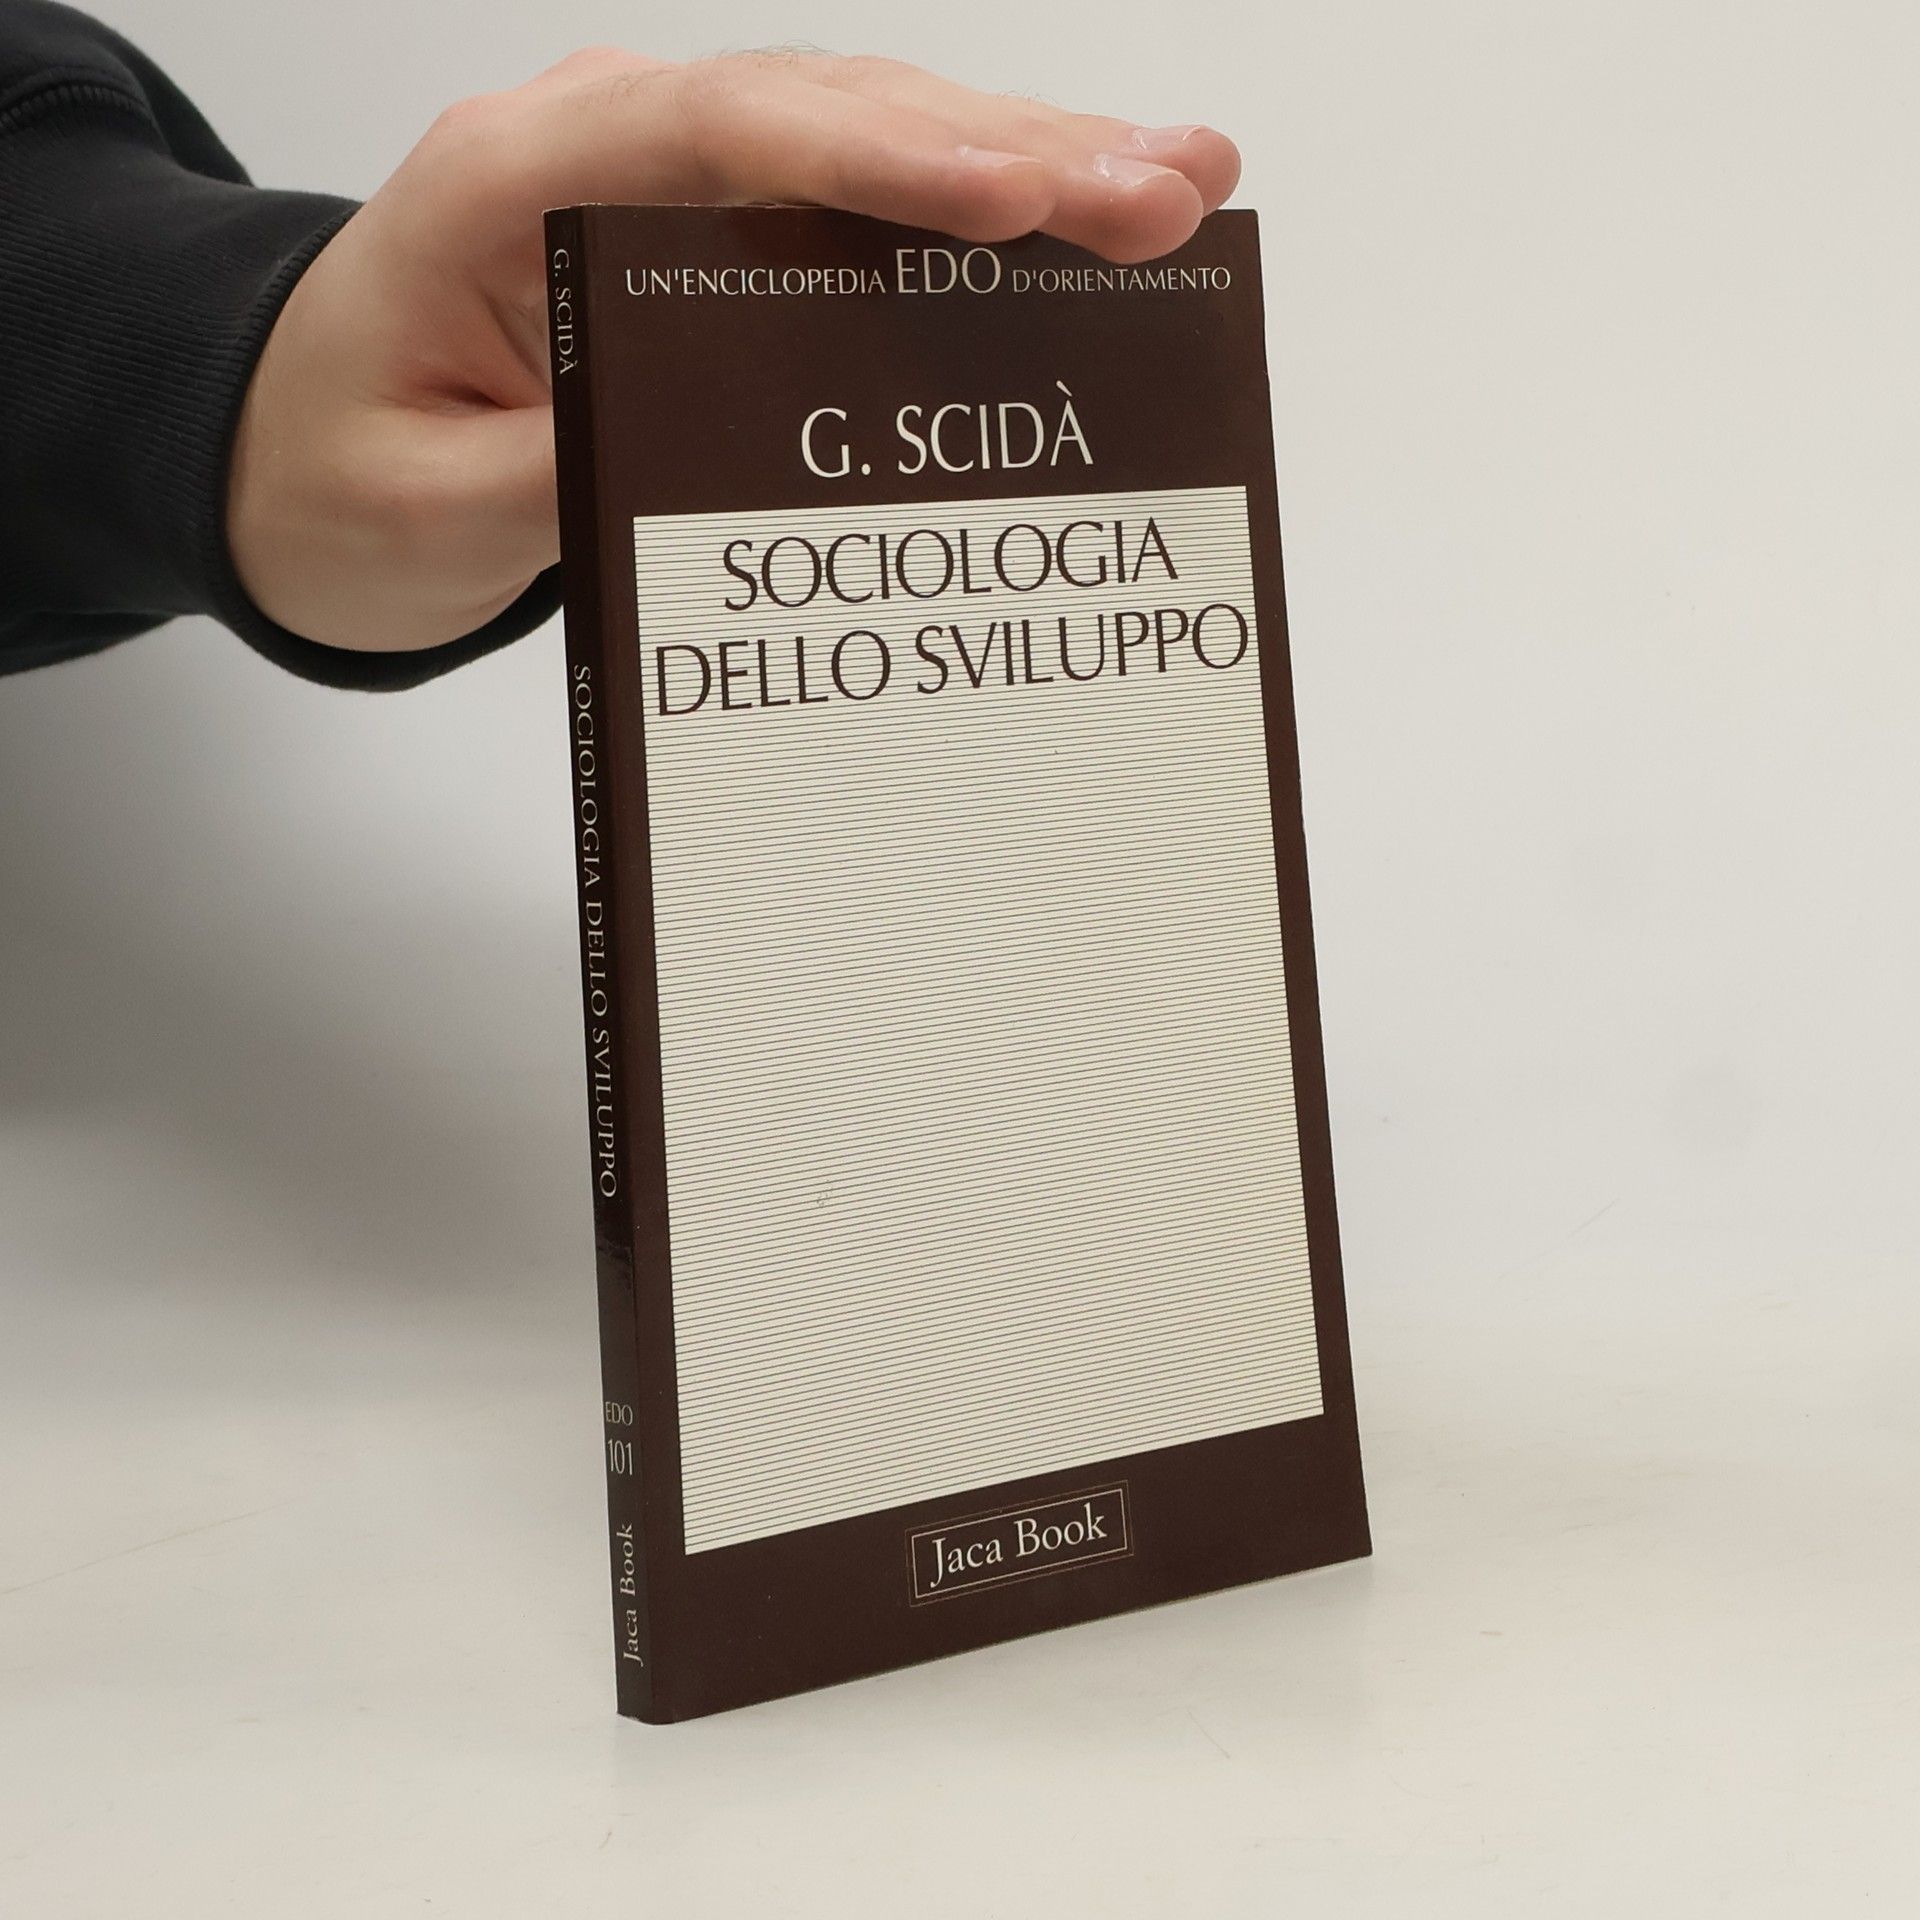 UN'ENCICLOPEDIA EDO D'ORIENTAMENTO
G. SCIDÀ
SOCIOLOGIA
DELLO SVILUPPO
Jaca Book
G. SCIDÀ
SOCIOLOGIA DELLO SVILUPPO
EDO
101
Jaca Book